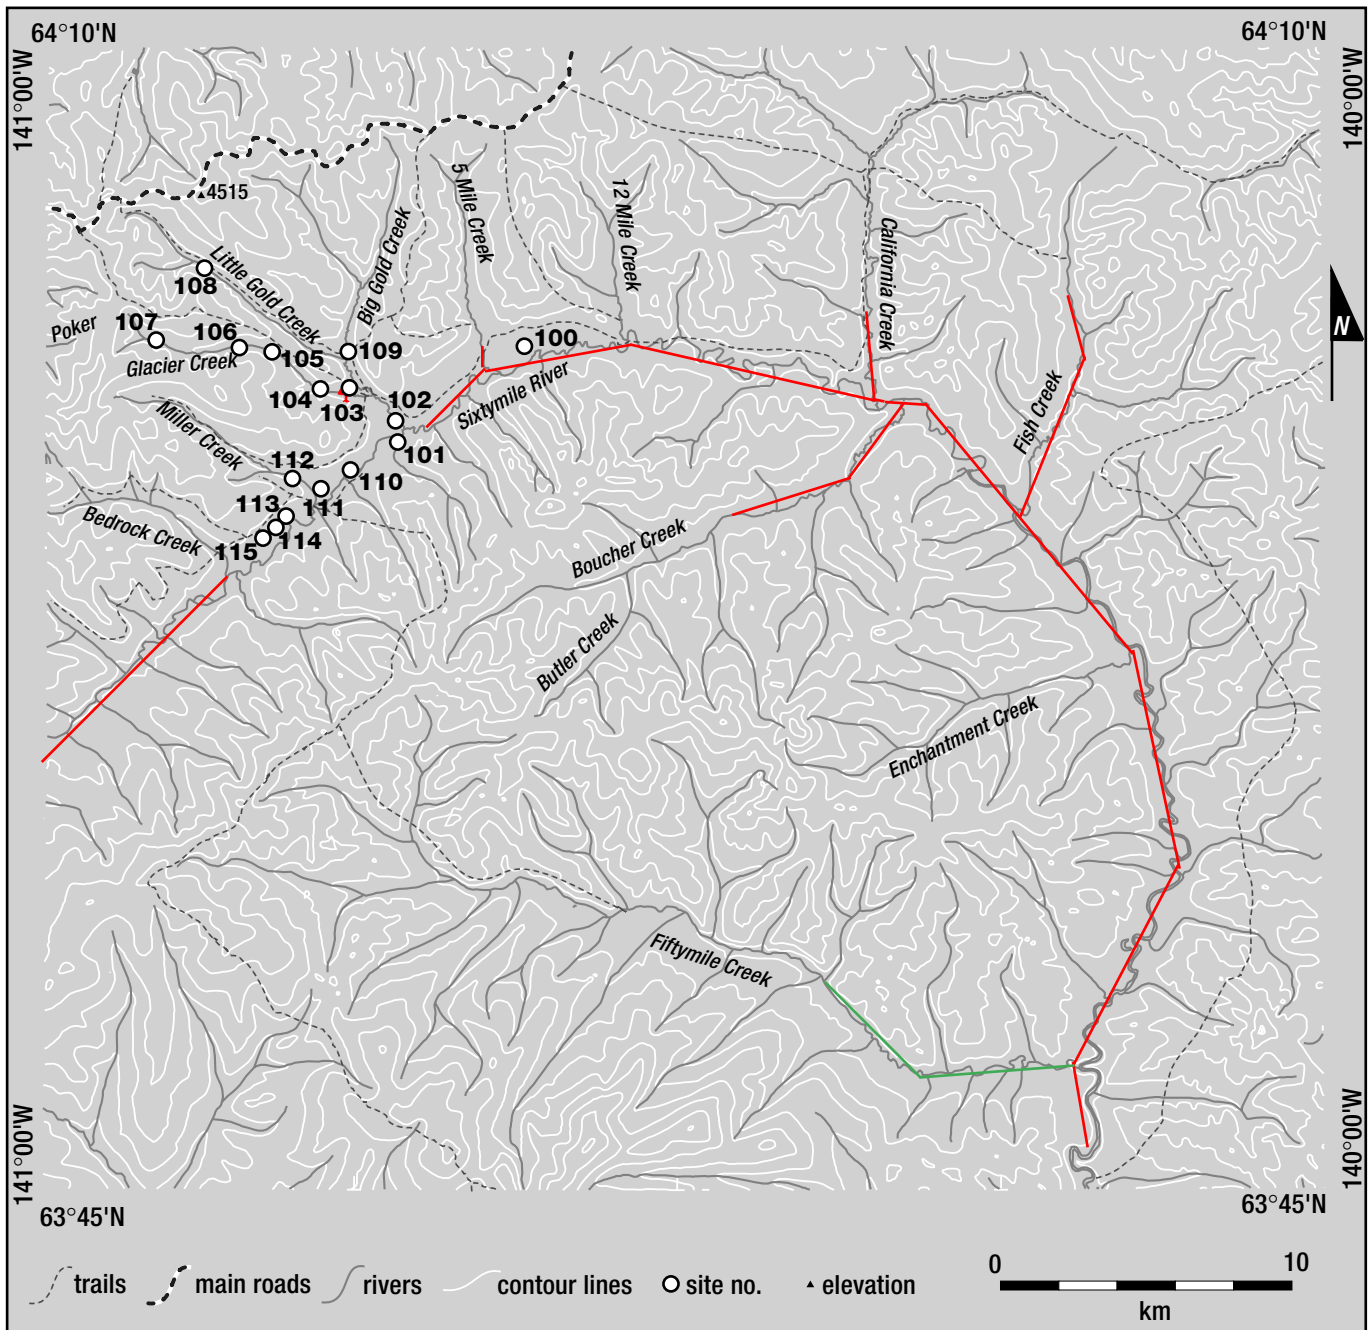 64°10'N
64°10'N
141°00'W
140°00'W
4515
5 Mile Creek
12 Mile Creek
Big Gold Creek
California Creek
Little Gold Creek
108
Poker
107
106
105
109
100
Glacier Creek
Sixtymile River
N
104
103
102
Fish Creek
Miller Creek
101
112
110
113
111
Bedrock Creek
115
114
Boucher Creek
Butler Creek
Enchantment Creek
Fiftymile Creek
141°00'W
140°00'W
63°45'N
63°45'N
0 10
trails main roads rivers contour lines site no. elevation
km